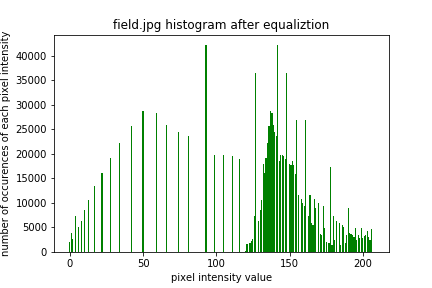 field.jpg histogram after equaliztion
number of occurences of each pixel intensity
40000
35000
30000
25000
20000
15000
10000
5000
0
0 50 100 150 200
pixel intensity value